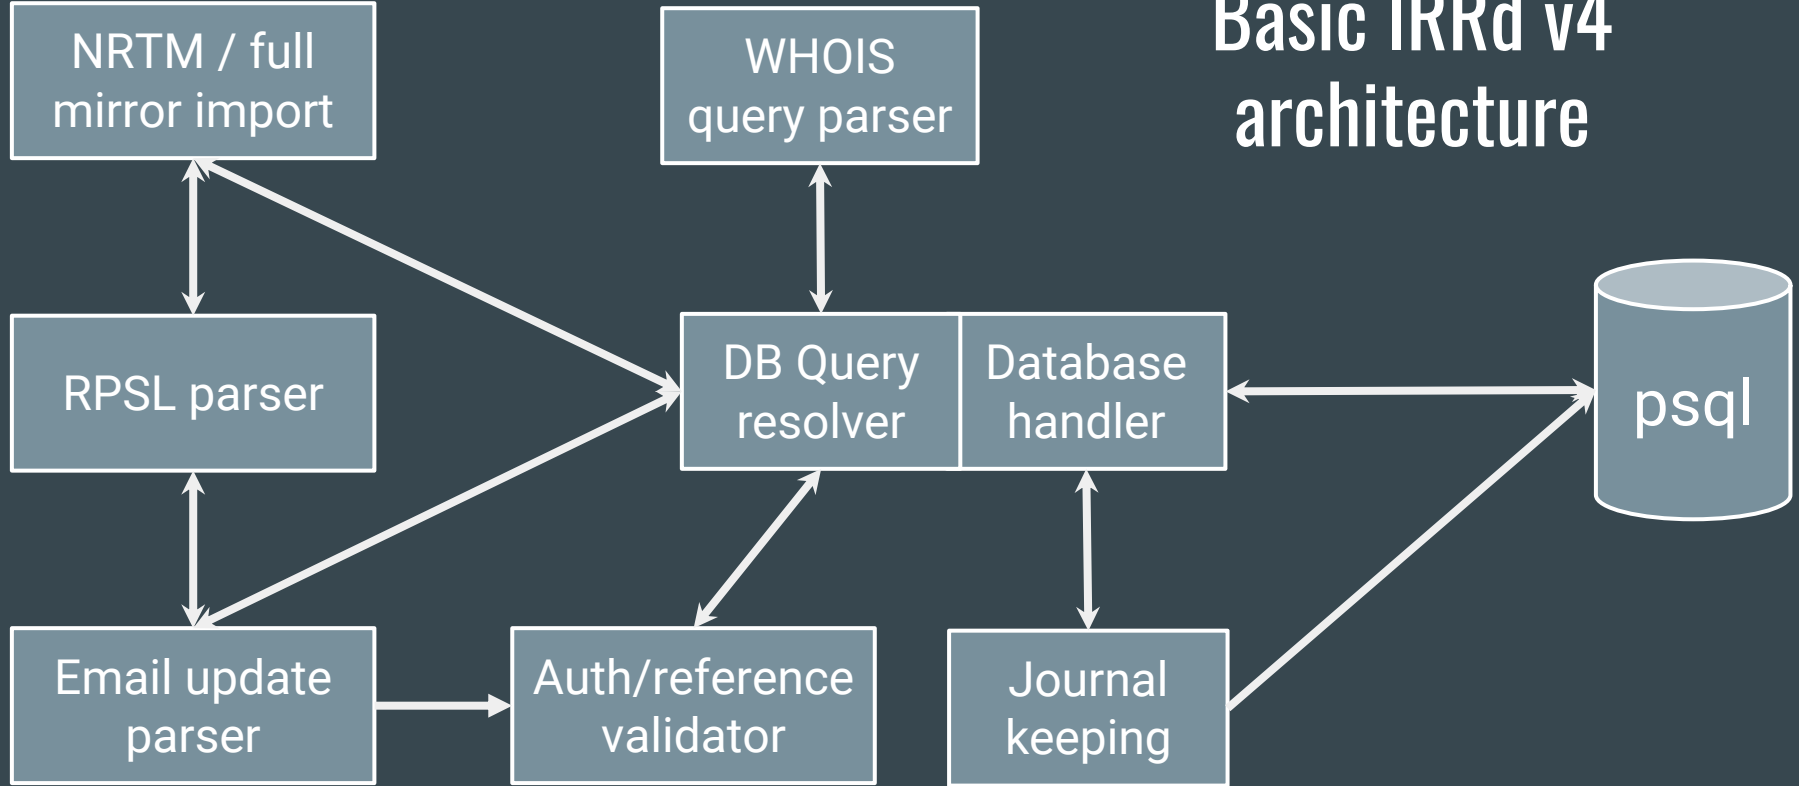 Basic IRRd v4
architecture
NRTM / full
mirror import
WHOIS
query parser
RPSL parser
DB Query
resolver
Database
handler
psql
Email update
parser
Auth/reference
validator
Journal
keeping